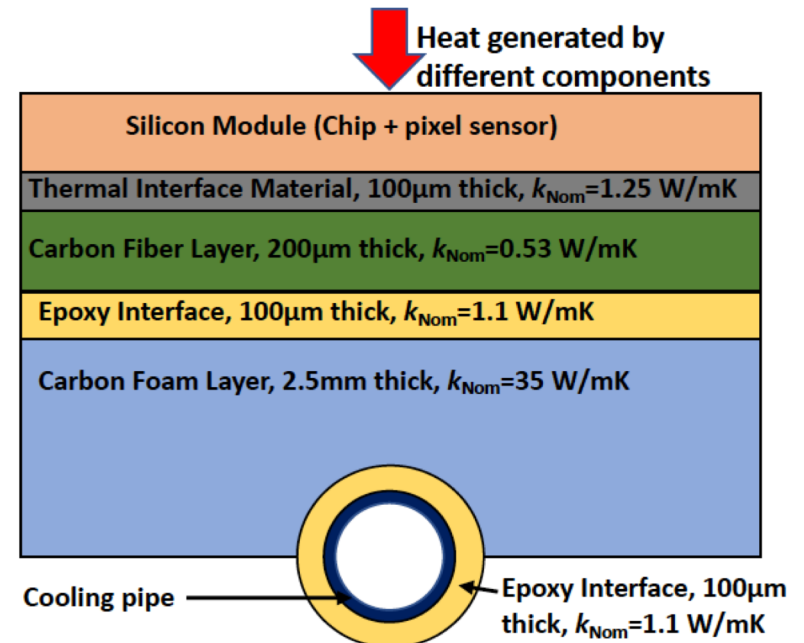 Heat generated by
different components
Silicon Module (Chip + pixel sensor)
Thermal Interface Material, 100μm thick, kNom=1.25 W/mK
Carbon Fiber Layer, 200μm thick, kNom=0.53 W/mK
Epoxy Interface, 100μm thick, kNom=1.1 W/mK
Carbon Foam Layer, 2.5mm thick, kNom=35 W/mK
Cooling pipe
Epoxy Interface, 100μm
thick, kNom=1.1 W/mK